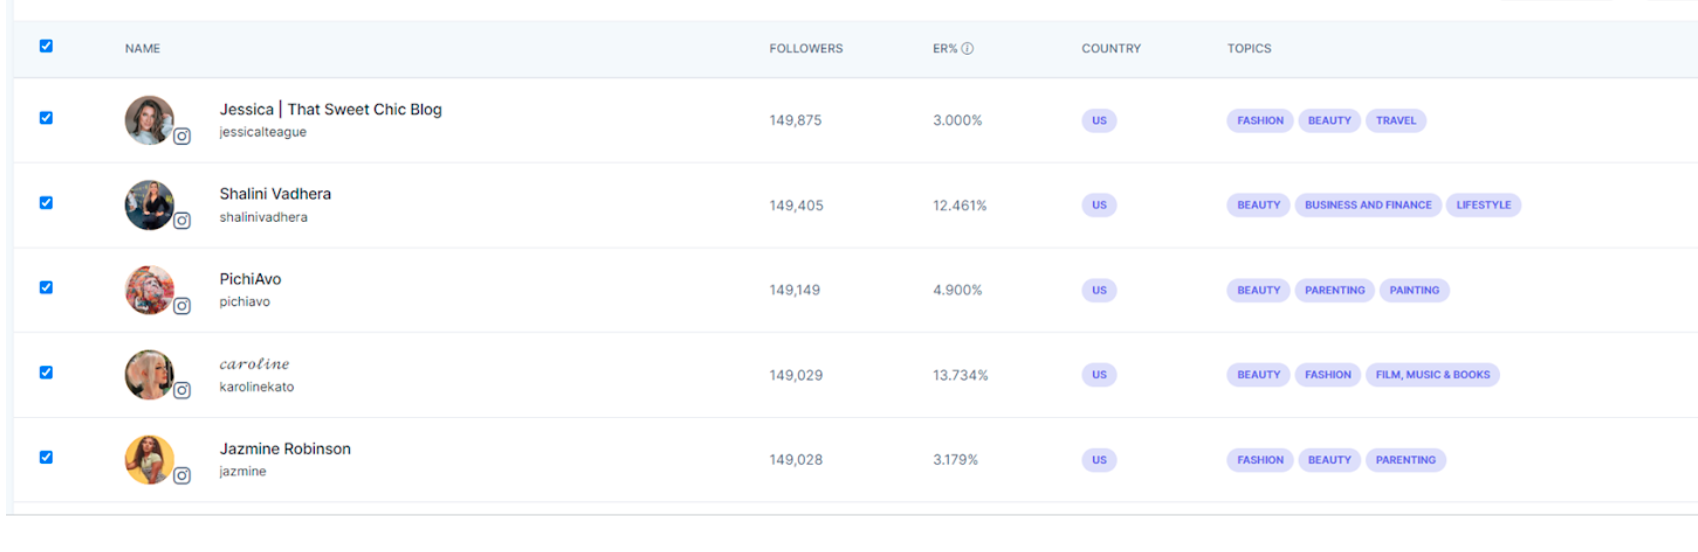 NAME FOLLOWERS ER% COUNTRY TOPICS
Jessica | That Sweet Chic Blog
jessicalteague
149,875 3.000% US FASHION BEAUTY TRAVEL
Shalini Vadhera
shalinivadhera
149,405 12.461% US BEAUTY BUSINESS AND FINANCE LIFESTYLE
PichiAvo
pichiavo
149,149 4.900% US BEAUTY PARENTING PAINTING
𝓬𝓪𝓻𝓸𝓵𝓲𝓷𝓮
karolinekato
149,029 13.734% US BEAUTY FASHION FILM, MUSIC & BOOKS
Jazmine Robinson
jazmine
149,028 3.179% US FASHION BEAUTY PARENTING